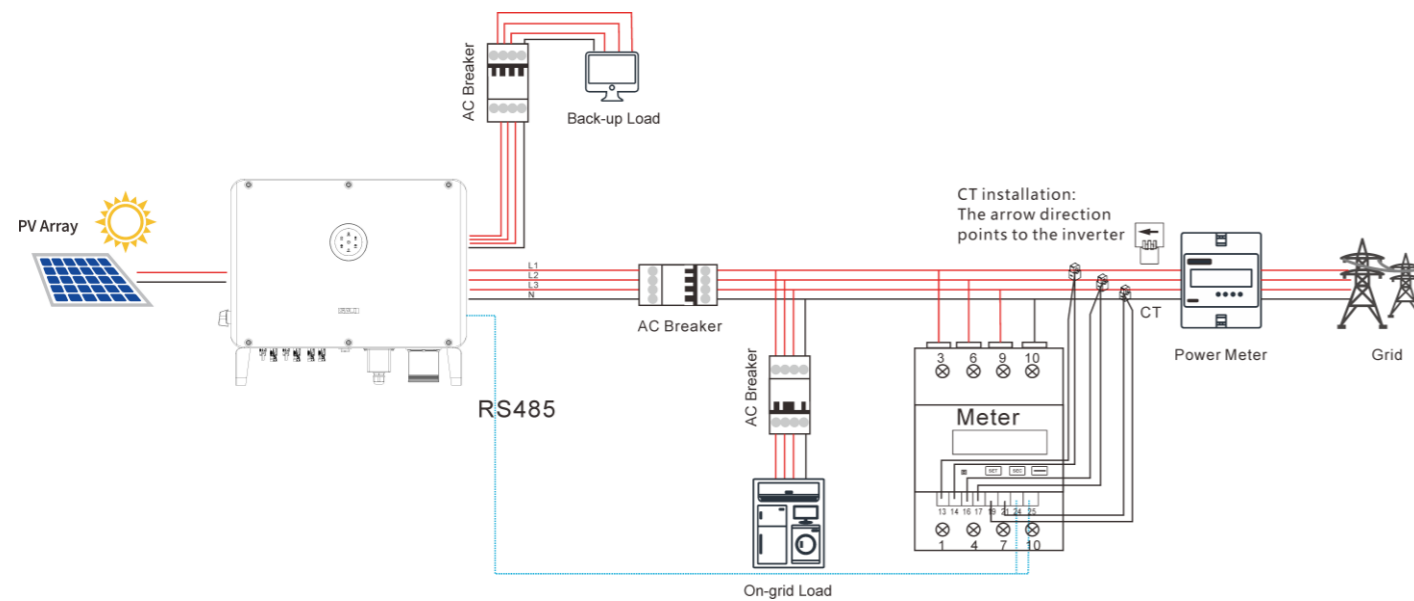 AC Breaker
Back-up Load
PV Array
CT installation:
The arrow direction
points to the inverter
L1
L2
L3
N
AC Breaker
CT
Power Meter
Grid
3 6 9 10
AC Breaker
RS485
Meter
SET
13 14 16 17 19 21 24 25
1 4 7 10
On-grid Load